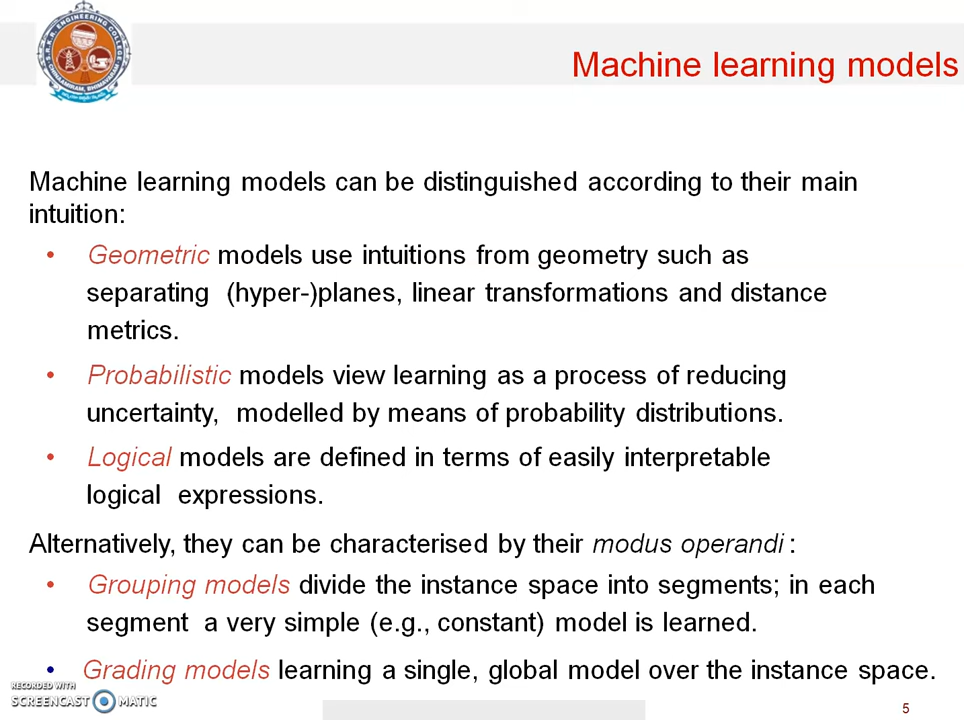 S.R.K.R. ENGINEERING COLLEGE
CHINAMIRAM, BHIMAVARAM
Machine learning models
Machine learning models can be distinguished according to their main
intuition:
• Geometric models use intuitions from geometry such as
separating (hyper-)planes, linear transformations and distance
metrics.
• Probabilistic models view learning as a process of reducing
uncertainty, modelled by means of probability distributions.
• Logical models are defined in terms of easily interpretable
logical expressions.
Alternatively, they can be characterised by their modus operandi :
• Grouping models divide the instance space into segments; in each
segment a very simple (e.g., constant) model is learned.
• Grading models learning a single, global model over the instance space.
RECORDED WITH
SCREENCAST MATIC
5